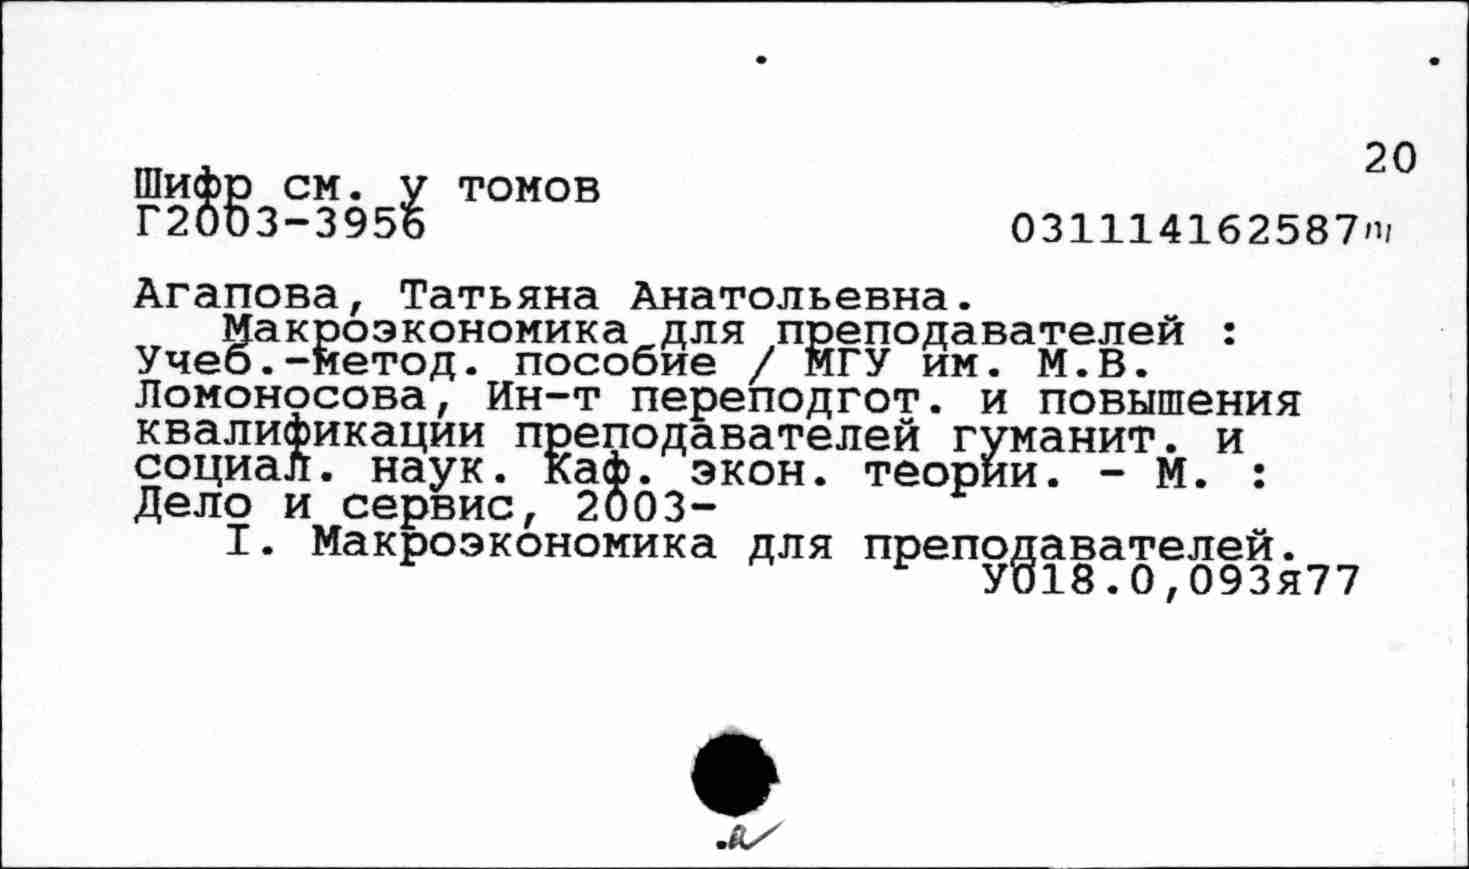 20
Шифр см. у томов
Г2003-3956
031114162587
Агапова, Татьяна Анатольевна.
Макроэкономика для преподавателей :
Учеб.-метод. пособие / МГУ им. М.В.
Ломоносова, Ин-т переподгот. и повышения
квалификации преподавателей гуманит. и
социал. наук. Каф. экон. теории. - М. :
Дело и сервис, 2003-
I. Макроэкономика для преподавателей.
У018.0,093я77